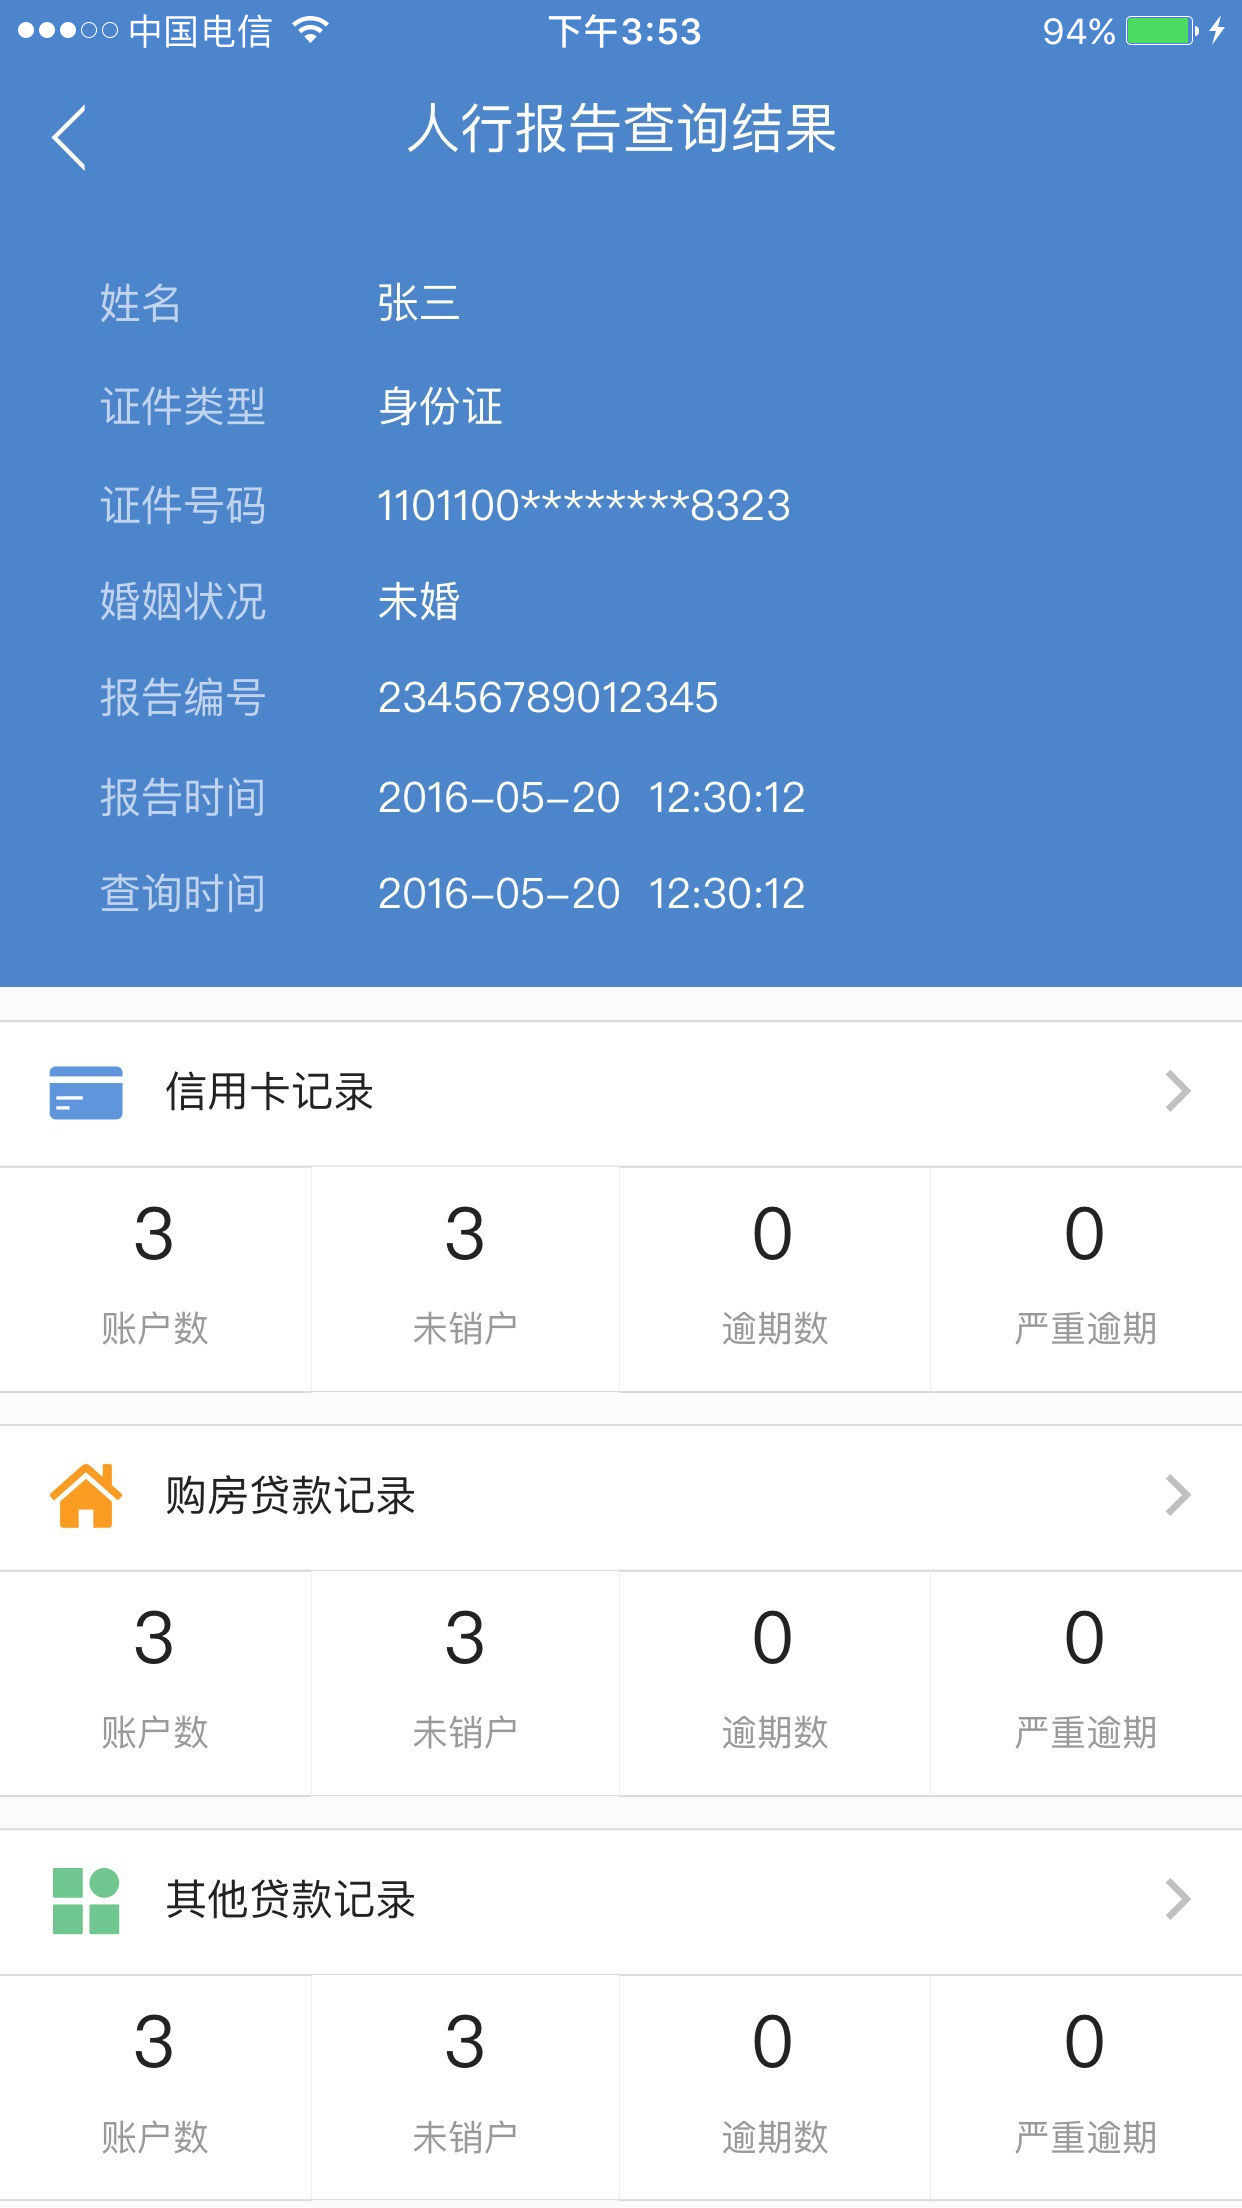 中国电信 下午3:53 94%
人行报告查询结果
姓名 张三
证件类型 身份证
证件号码 1101100********8323
婚姻状况 未婚
报告编号 23456789012345
报告时间 2016-05-20 12:30:12
查询时间 2016-05-20 12:30:12
信用卡记录
3 3 0 0
账户数 未销户 逾期数 严重逾期
购房贷款记录
3 3 0 0
账户数 未销户 逾期数 严重逾期
其他贷款记录
3 3 0 0
账户数 未销户 逾期数 严重逾期